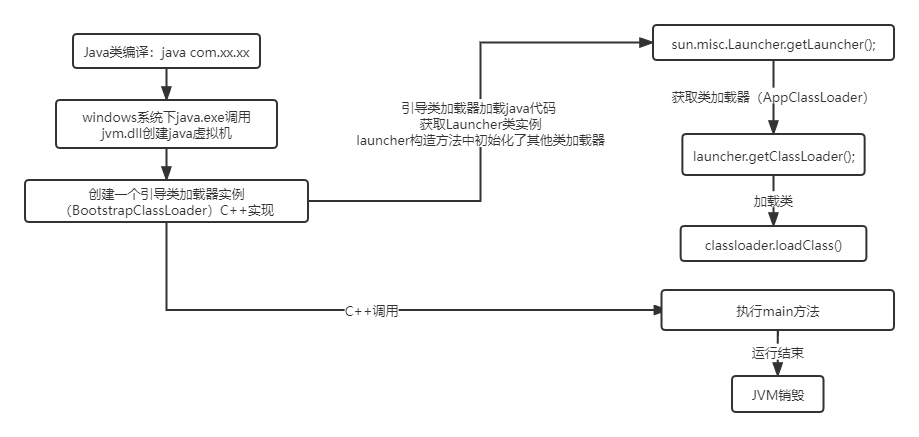 Java类编译：java com.xx.xx
windows系统下java.exe调用
jvm.dll创建java虚拟机
创建一个引导类加载器实例
（BootstrapClassLoader）C++实现
引导类加载器加载java代码
获取Launcher类实例
launcher构造方法中初始化了其他类加载器
sun.misc.Launcher.getLauncher();
获取类加载器（AppClassLoader）
launcher.getClassLoader();
加载类
classloader.loadClass()
C++调用
执行main方法
运行结束
JVM销毁